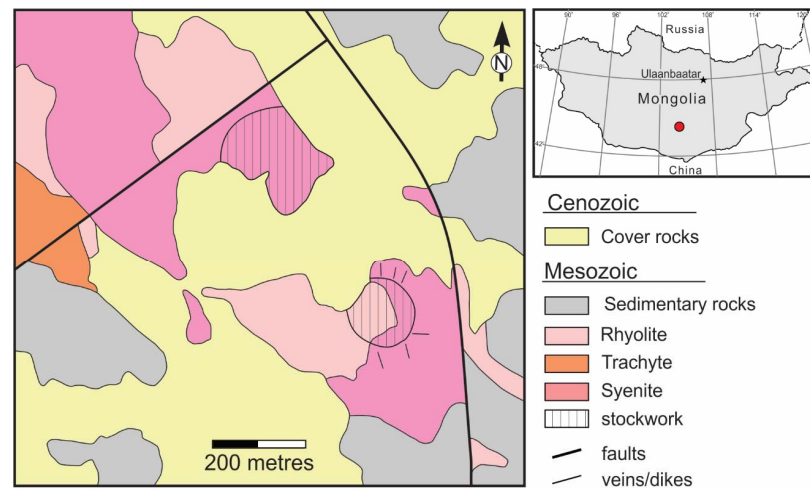 N
200 metres
90˚
96˚
102˚
108˚
114˚
120˚
Russia
48˚
Ulaanbaatar
Mongolia
42˚
China
Cenozoic
Cover rocks
Mesozoic
Sedimentary rocks
Rhyolite
Trachyte
Syenite
stockwork
faults
veins/dikes